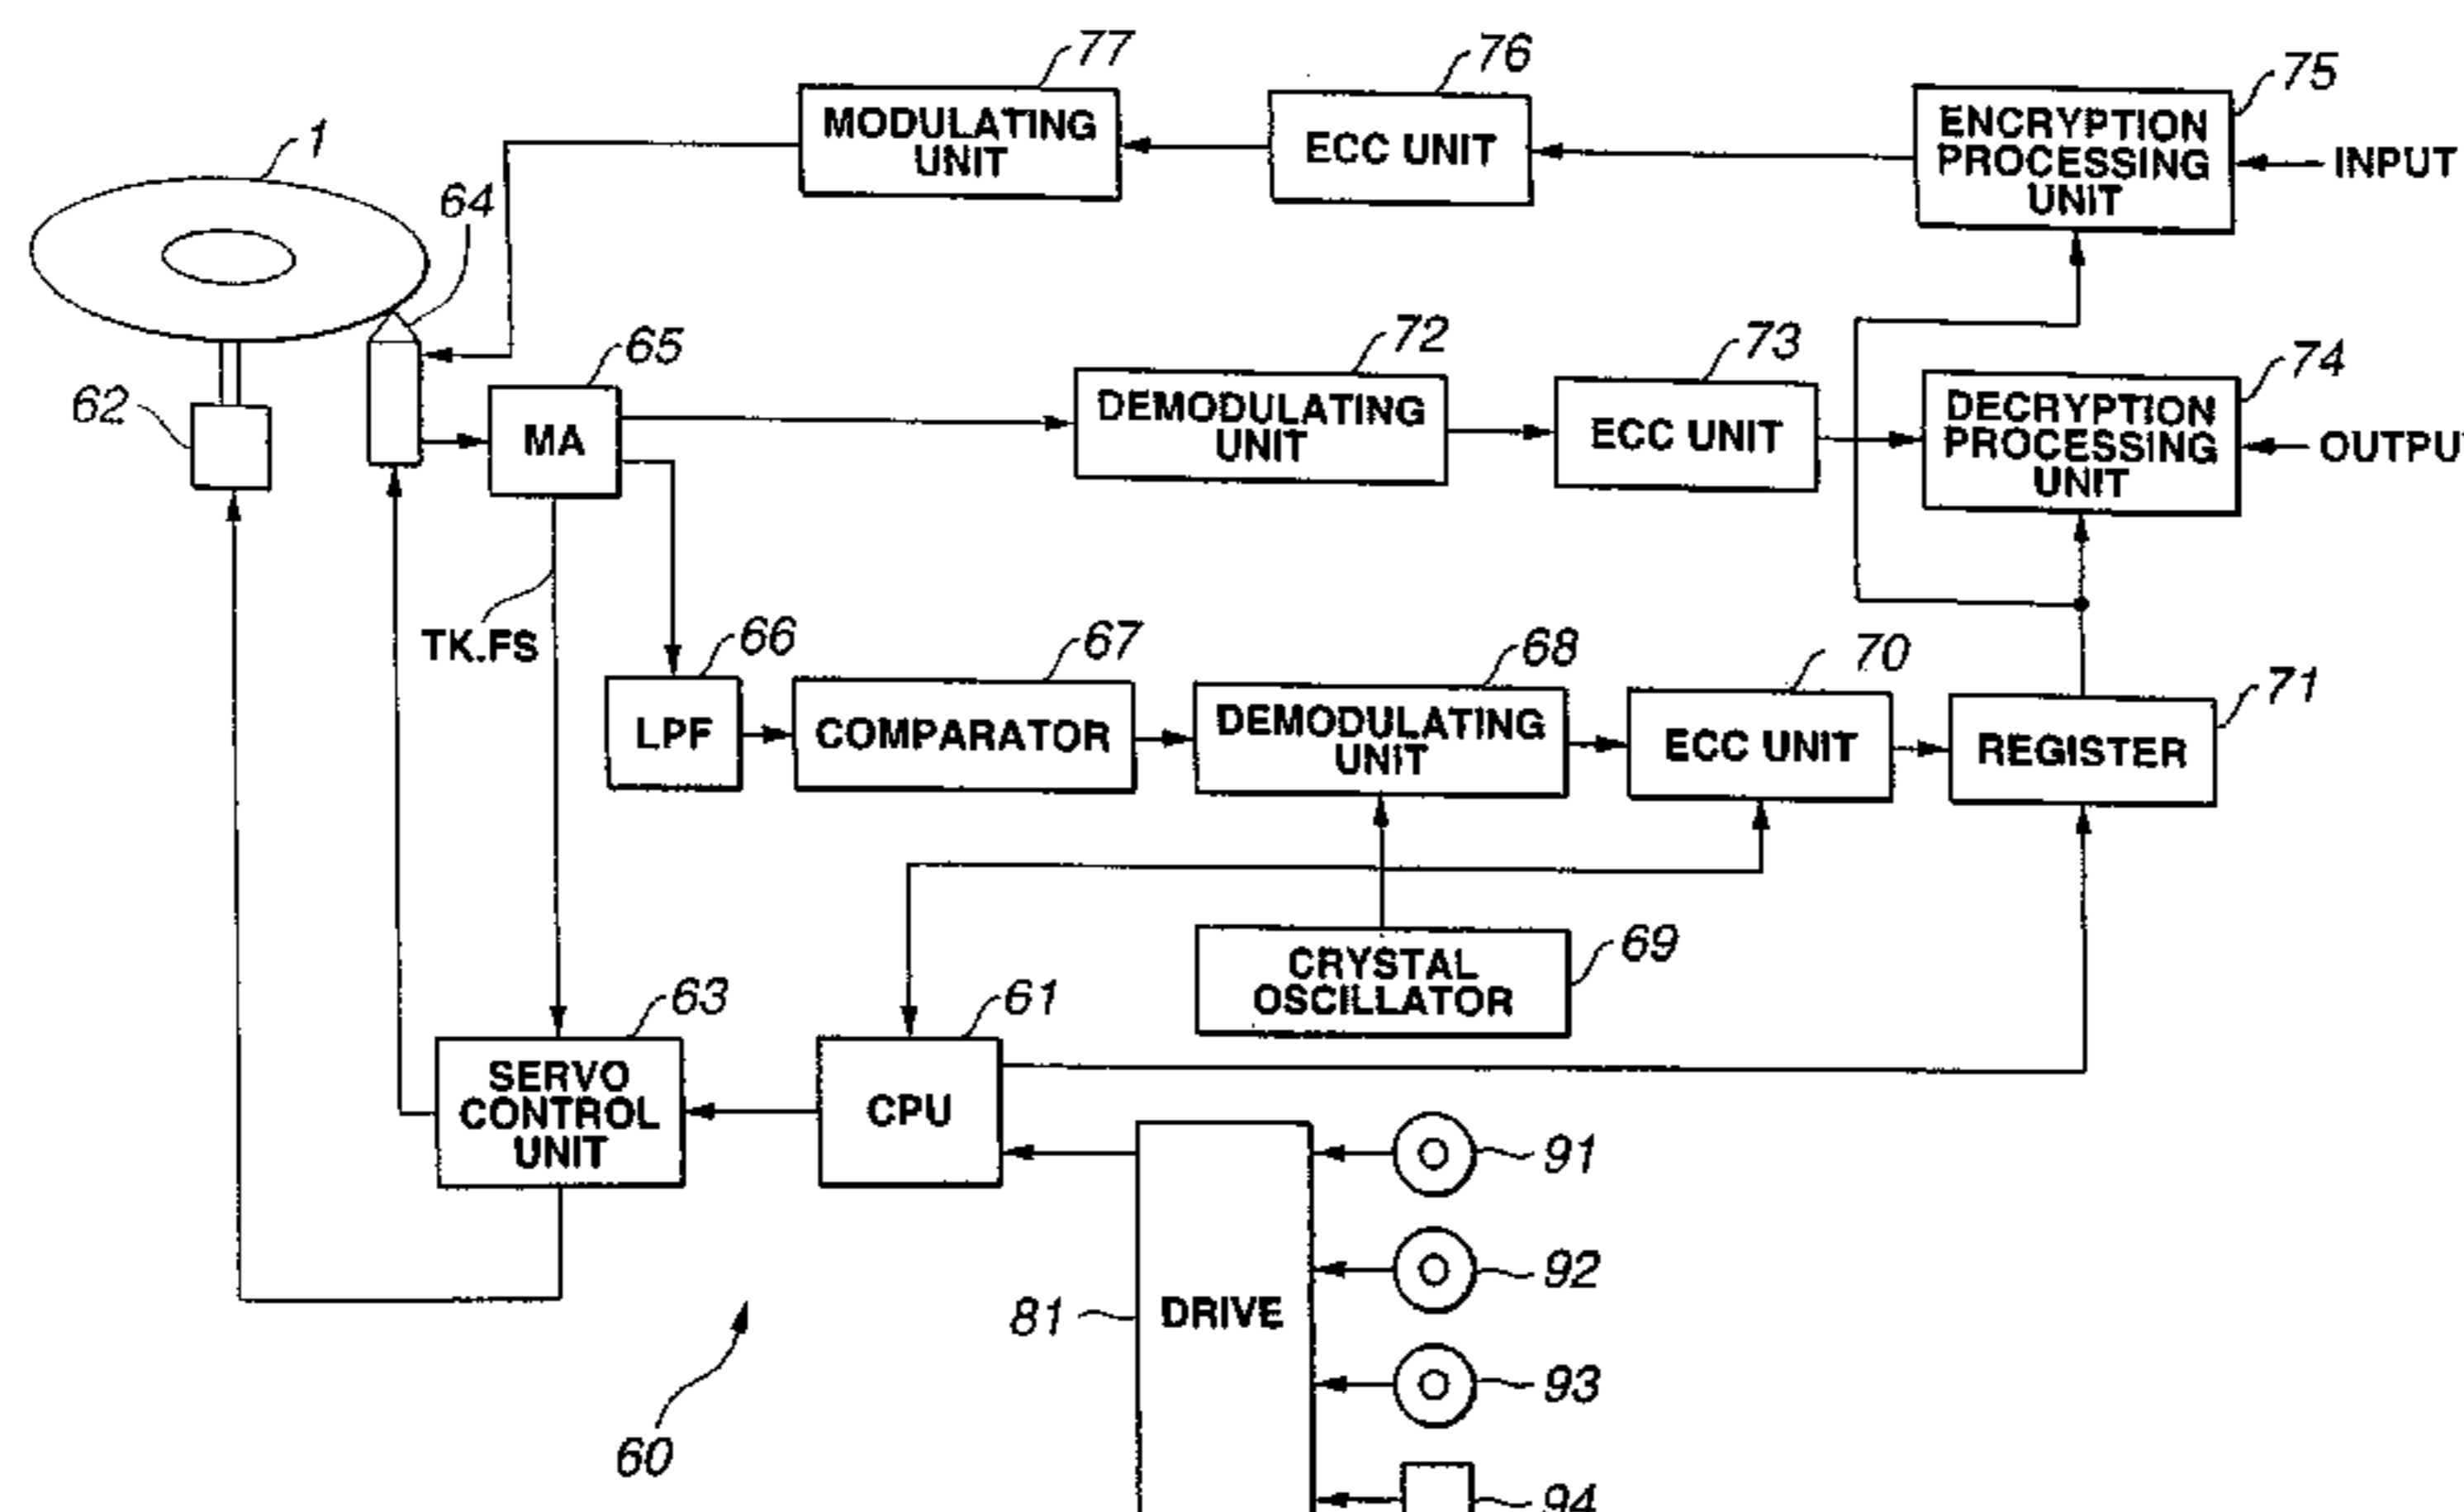 77
76
75
MODULATING
UNIT
ECC UNIT
ENCRYPTION
PROCESSING
UNIT
INPUT
1
64
65
72
73
74
62
MA
DEMODULATING
UNIT
ECC UNIT
DECRYPTION
PROCESSING
UNIT
OUTPU
TK.FS
66
67
68
70
71
LPF
COMPARATOR
DEMODULATING
UNIT
ECC UNIT
REGISTER
69
CRYSTAL
OSCILLATOR
63
61
SERVO
CONTROL
UNIT
CPU
91
92
81
DRIVE
93
60
94